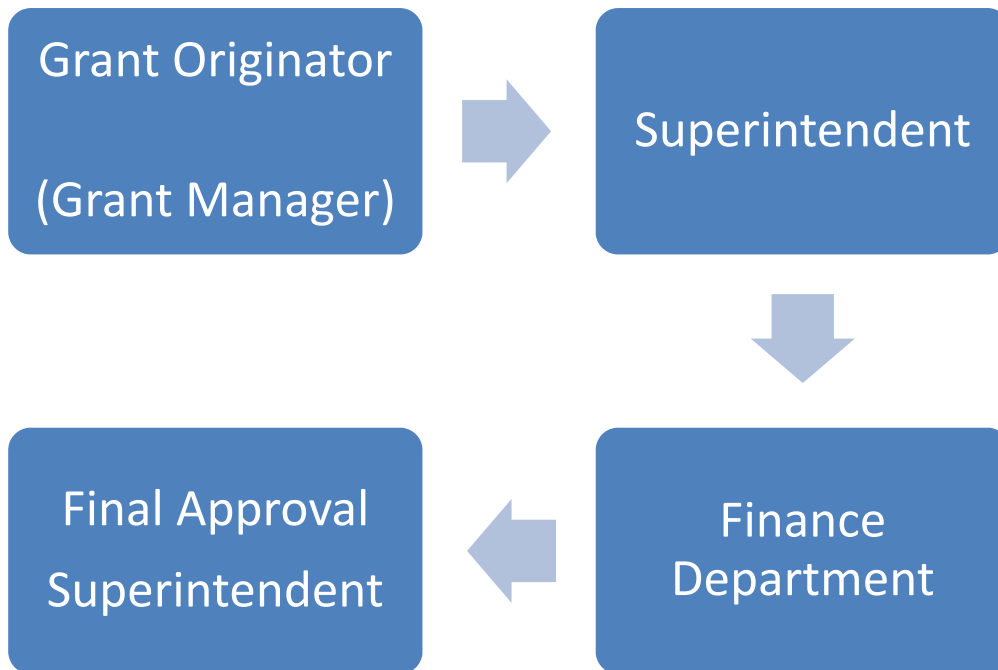 Grant Originator
(Grant Manager)
Superintendent
Finance
Department
Final Approval
Superintendent